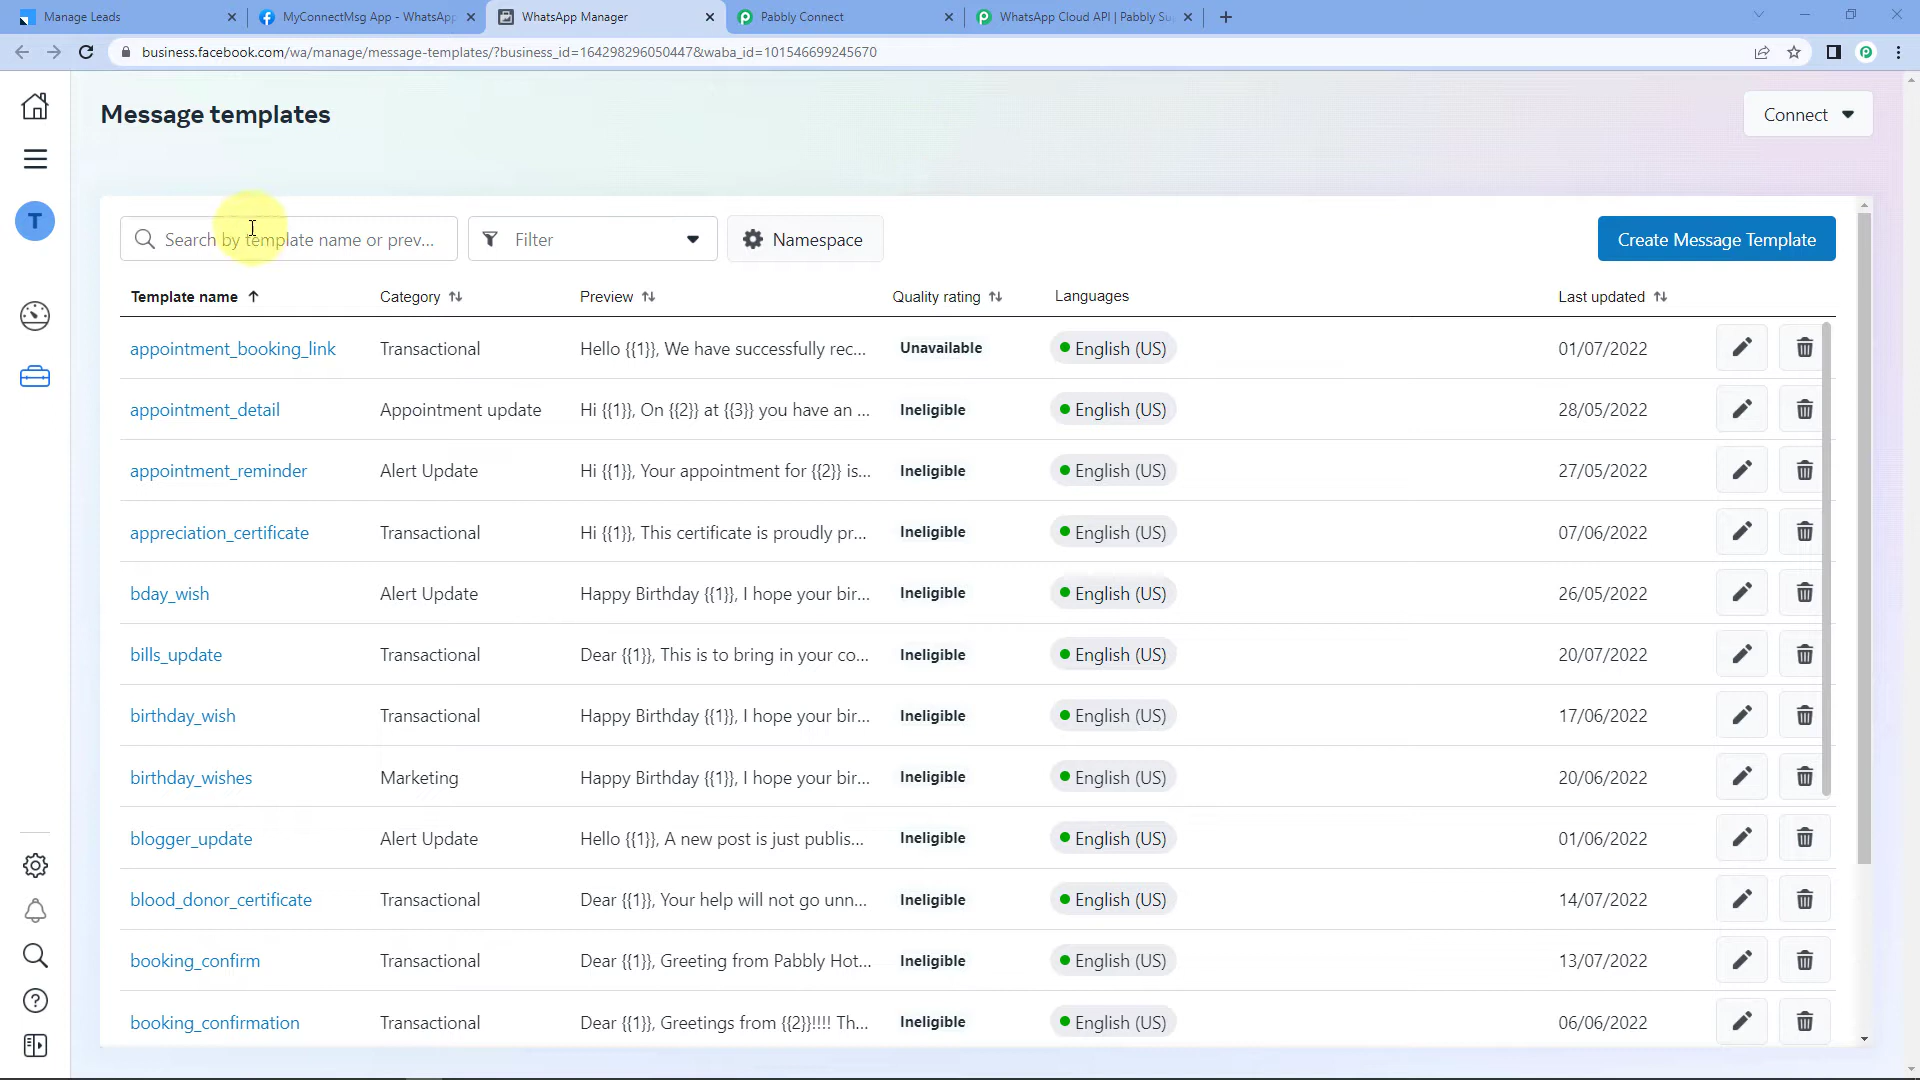 Manage Leads
MyConnectMsg App - WhatsApp
WhatsApp Manager
Pabbly Connect
WhatsApp Cloud API | Pabbly Su
business.facebook.com/wa/manage/message-templates/?business_id=164298296050447&waba_id=101546699245670
Message templates
Connect
T
Search by template name or prev...
Filter
Namespace
Create Message Template
Template name Category Preview Quality rating Languages Last updated
appointment_booking_link Transactional Hello {{1}}, We have successfully rec... Unavailable English (US) 01/07/2022
appointment_detail Appointment update Hi {{1}}, On {{2}} at {{3}} you have an ... Ineligible English (US) 28/05/2022
appointment_reminder Alert Update Hi {{1}}, Your appointment for {{2}} is... Ineligible English (US) 27/05/2022
appreciation_certificate Transactional Hi {{1}}, This certificate is proudly pr... Ineligible English (US) 07/06/2022
bday_wish Alert Update Happy Birthday {{1}}, I hope your bir... Ineligible English (US) 26/05/2022
bills_update Transactional Dear {{1}}, This is to bring in your co... Ineligible English (US) 20/07/2022
birthday_wish Transactional Happy Birthday {{1}}, I hope your bir... Ineligible English (US) 17/06/2022
birthday_wishes Marketing Happy Birthday {{1}}, I hope your bir... Ineligible English (US) 20/06/2022
blogger_update Alert Update Hello {{1}}, A new post is just publis... Ineligible English (US) 01/06/2022
blood_donor_certificate Transactional Dear {{1}}, Your help will not go unn... Ineligible English (US) 14/07/2022
booking_confirm Transactional Dear {{1}}, Greeting from Pabbly Hot... Ineligible English (US) 13/07/2022
booking_confirmation Transactional Dear {{1}}, Greetings from {{2}}!!!! Th... Ineligible English (US) 06/06/2022